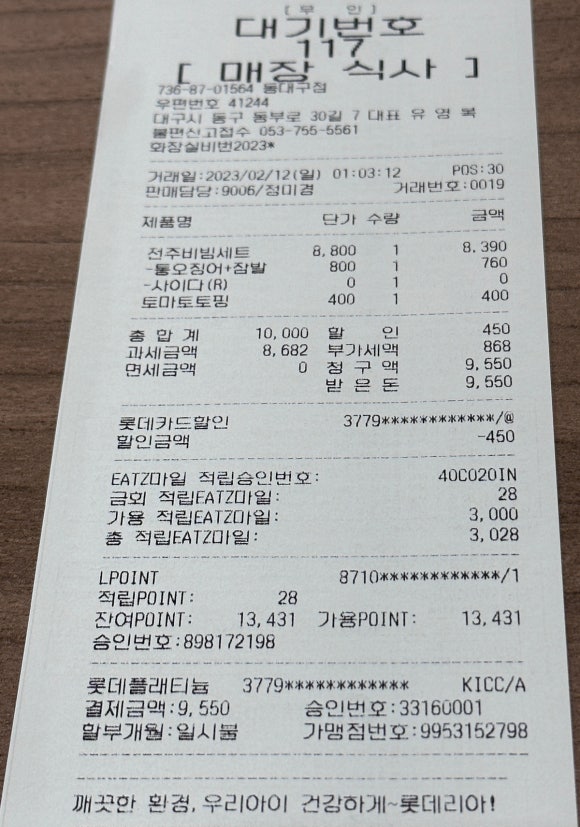 [무 인]
대기번호
117
[ 매장 식사 ]
736-87-01564 동대구점
우편번호 41244
대구시 동구 동부로 30길 7 대표 유 영 목
불편신고접수 053-755-5561
화장실비번2023*
거래일:2023/02/12(일) 01:03:12 POS:30
판매담당:9006/정미경 거래번호:0019
제품명 단가 수량 금액
전주비빔세트 8,800 1 8,390
-통오징어+잠발 800 1 760
-사이다(R) 0 1 0
토마토토핑 400 1 400
총 합 계 10,000 할 인 450
과세금액 8,682 부가세액 868
면세금액 0 청 구 액 9,550
받 은 돈 9,550
롯데카드할인 3779************/@
할인금액 -450
EATZ마일 적립승인번호: 40C020IN
금회 적립EATZ마일: 28
가용 적립EATZ마일: 3,000
총 적립EATZ마일: 3,028
LPOINT 8710************/1
적립POINT: 28
잔여POINT: 13,431 가용POINT: 13,431
승인번호:898172198
롯데플래티늄 3779************ KICC/A
결제금액:9,550 승인번호:33160001
할부개월:일시불 가맹점번호:9953152798
깨끗한 환경,우리아이 건강하게~롯데리아!